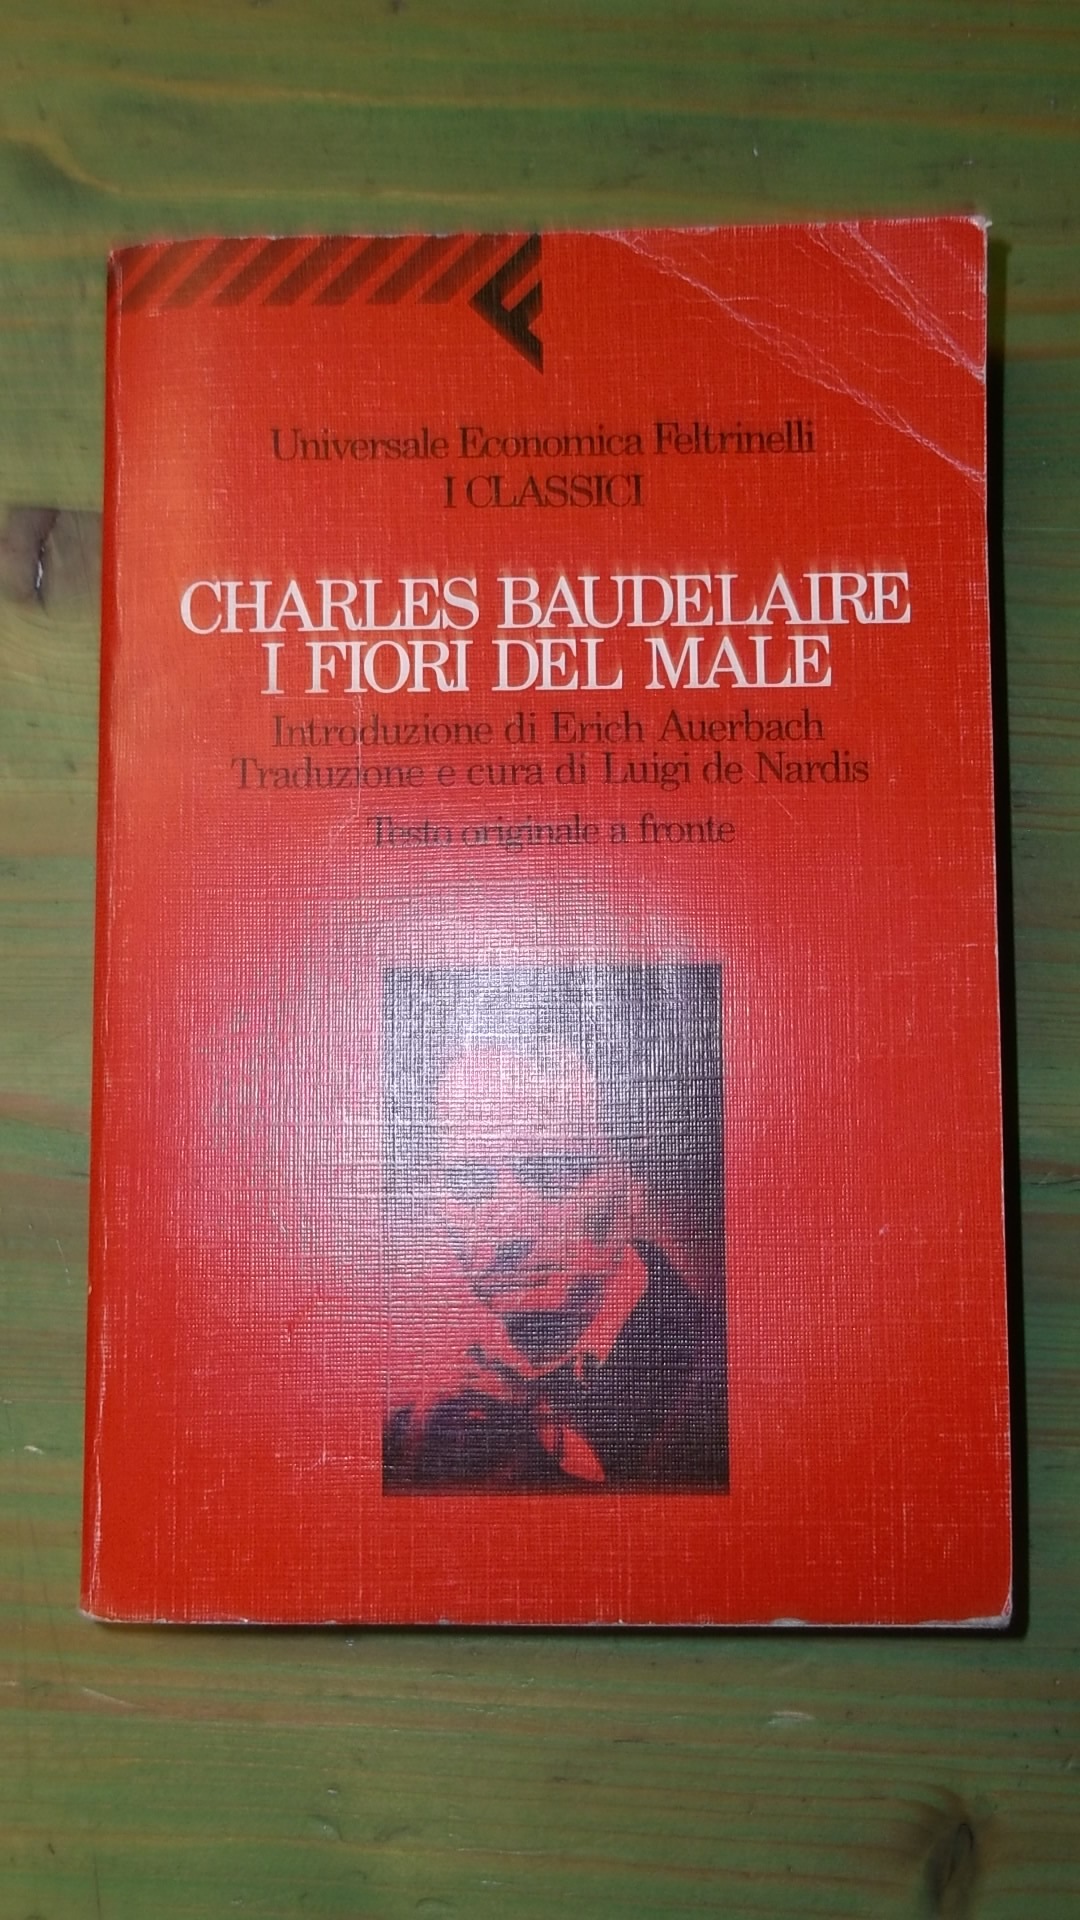 F
Universale Economica Feltrinelli
I CLASSICI
CHARLES BAUDELAIRE
I FIORI DEL MALE
Introduzione di Erich Auerbach
Traduzione e cura di Luigi de Nardis
Testo originale a fronte